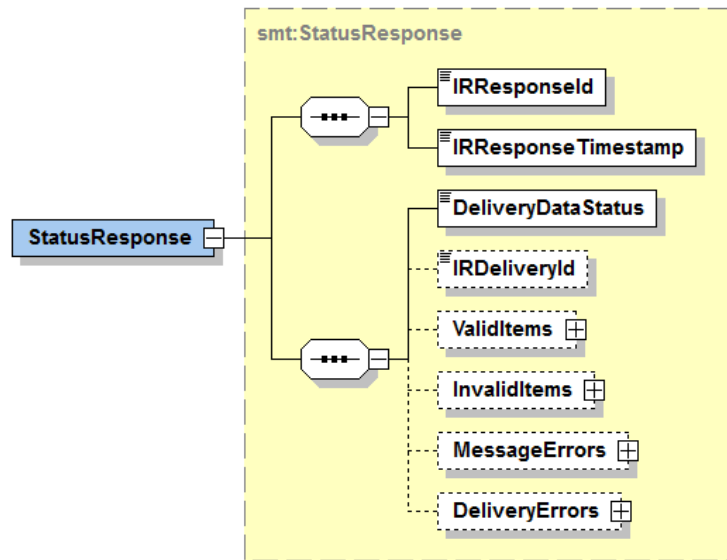 smt:StatusResponse
IRResponseId
IRResponseTimestamp
DeliveryDataStatus
StatusResponse
IRDeliveryId
ValidItems
InvalidItems
MessageErrors
DeliveryErrors